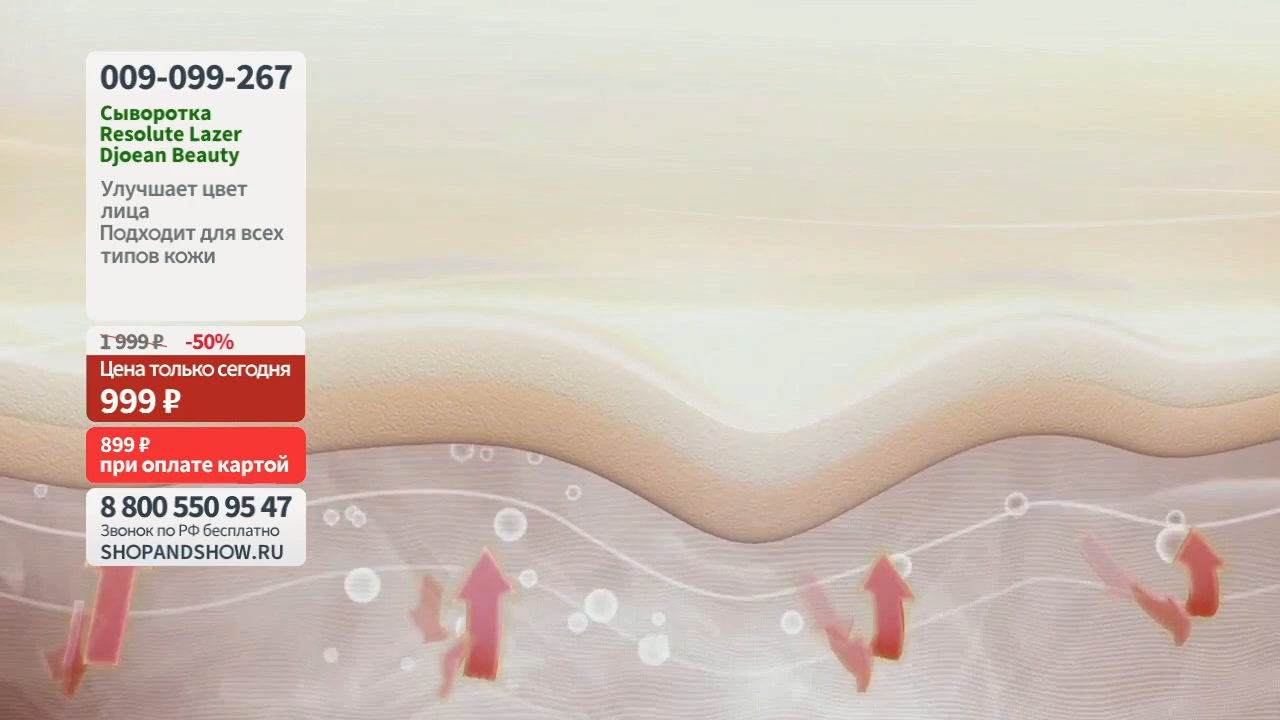 009-099-267
Сыворотка
Resolute Lazer
Djoean Beauty
Улучшает цвет
лица
Подходит для всех
типов кожи
1 999 ₽ -50%
Цена только сегодня
999 ₽
899 ₽
при оплате картой
8 800 550 95 47
Звонок по РФ бесплатно
SHOPANDSHOW.RU